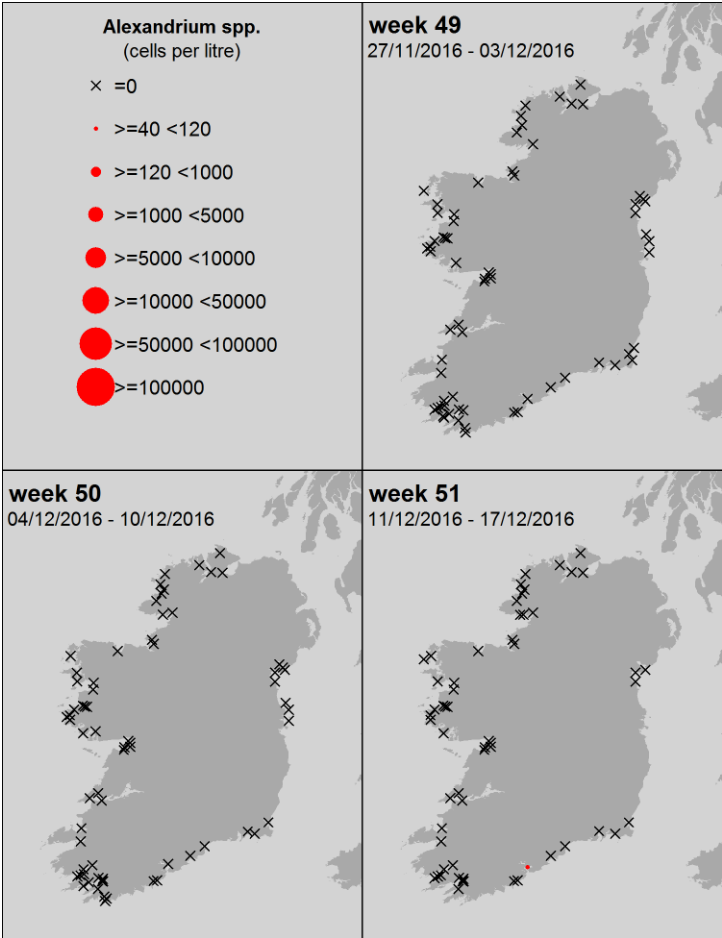 Alexandrium spp.
(cells per litre)
=0
>=40 <120
>=120 <1000
>=1000 <5000
>=5000 <10000
>=10000 <50000
>=50000 <100000
>=100000
week 49
27/11/2016 - 03/12/2016
week 50
04/12/2016 - 10/12/2016
week 51
11/12/2016 - 17/12/2016